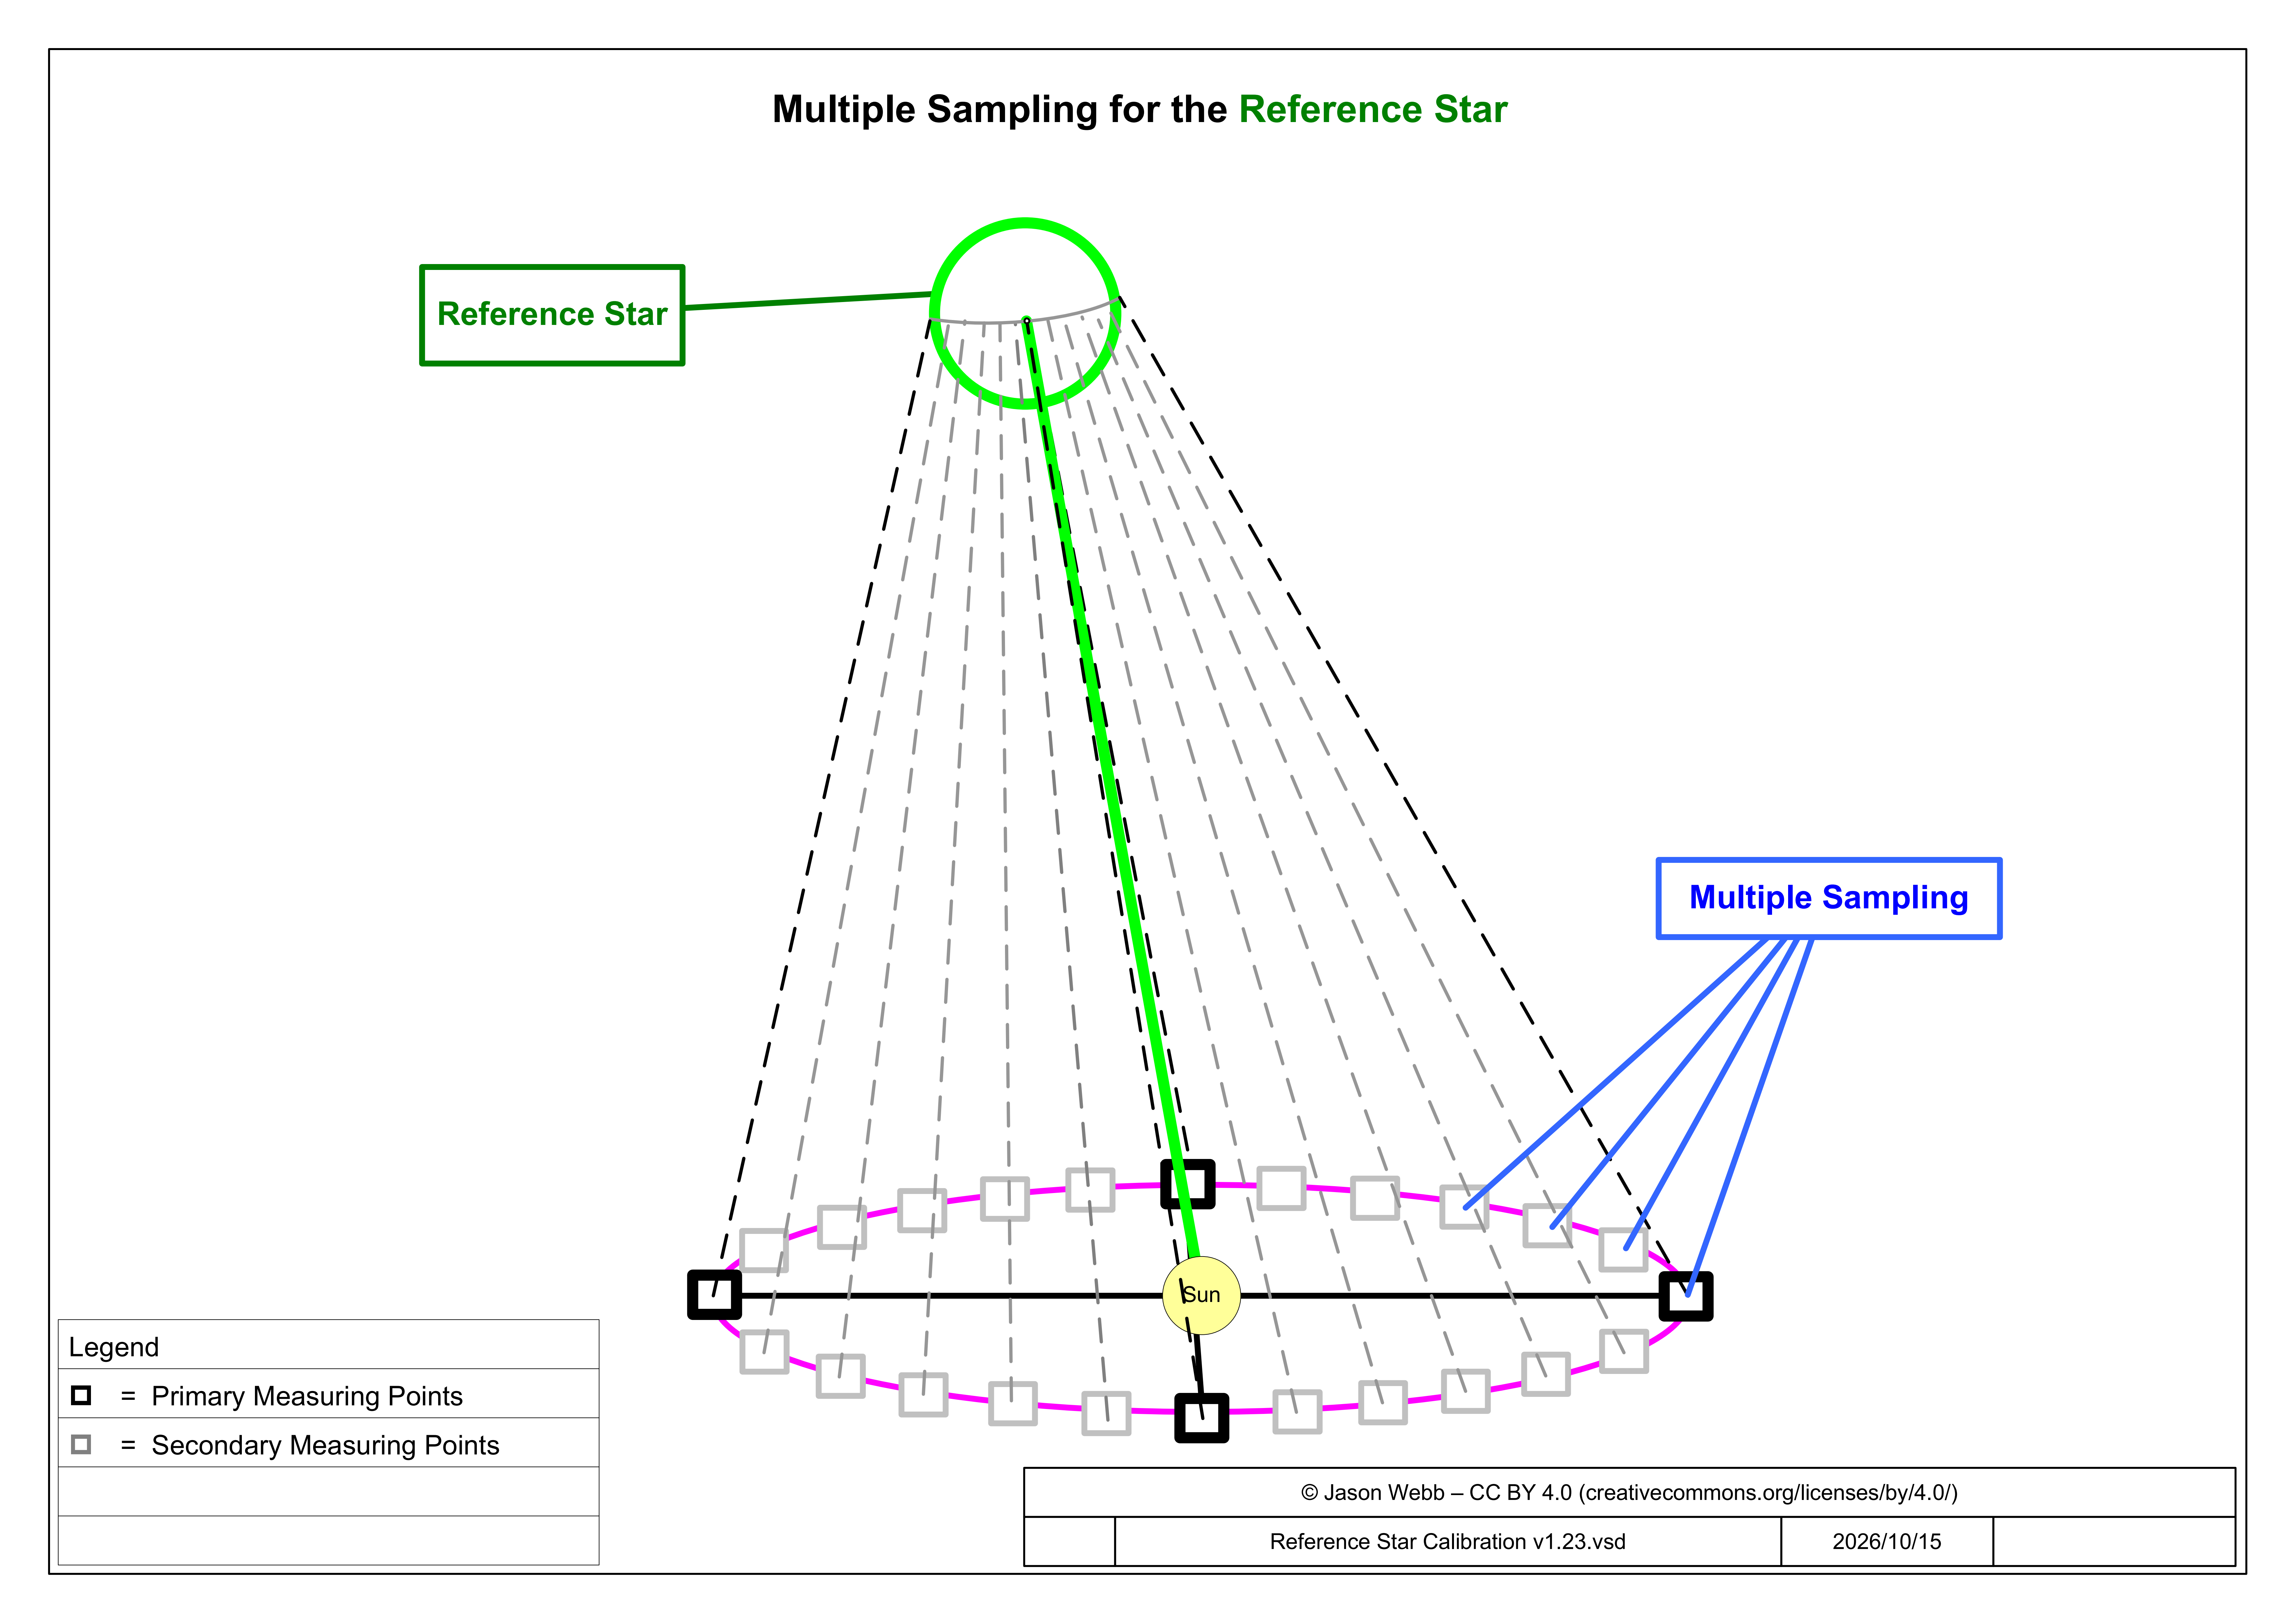 Multiple Sampling for the Reference Star
Reference Star
Multiple Sampling
Sun
Legend
= Primary Measuring Points
= Secondary Measuring Points
© Jason Webb – CC BY 4.0 (creativecommons.org/licenses/by/4.0/)
Reference Star Calibration v1.23.vsd
2026/10/15